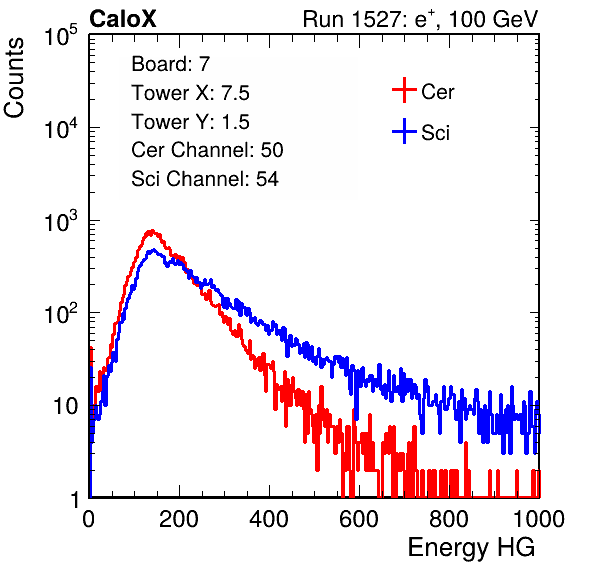 CaloX Run 1527: e⁺, 100 GeV
Counts
Board: 7
Tower X: 7.5
Tower Y: 1.5
Cer Channel: 50
Sci Channel: 54
Cer
Sci
10⁵
10⁴
10³
10²
10
1
0 200 400 600 800 1000
Energy HG